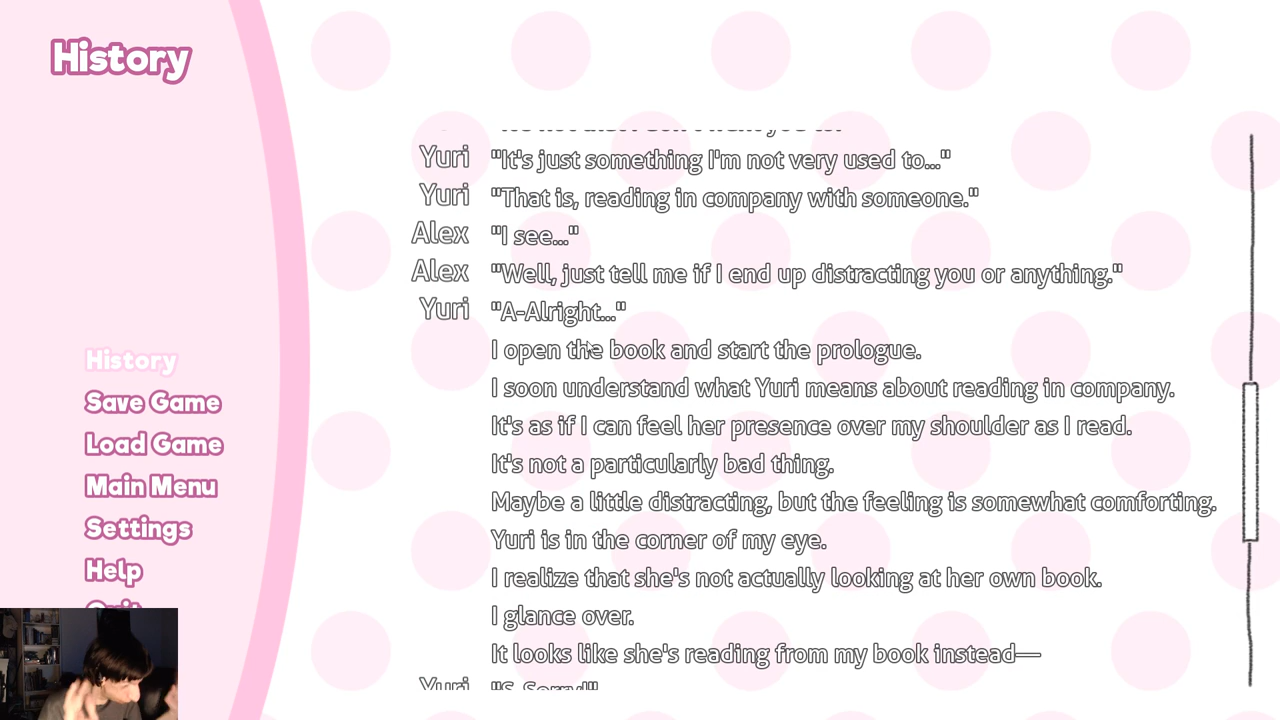 History
Yuri "It's just something I'm not very used to..."
Yuri "That is, reading in company with someone."
Alex "I see..."
Alex "Well, just tell me if I end up distracting you or anything."
Yuri "A-Alright..."
I open the book and start the prologue.
I soon understand what Yuri means about reading in company.
It's as if I can feel her presence over my shoulder as I read.
It's not a particularly bad thing.
Maybe a little distracting, but the feeling is somewhat comforting.
Yuri is in the corner of my eye.
I realize that she's not actually looking at her own book.
I glance over.
It looks like she's reading from my book instead—
Yuri "S-Sorry!"
History
Save Game
Load Game
Main Menu
Settings
Help
Quit